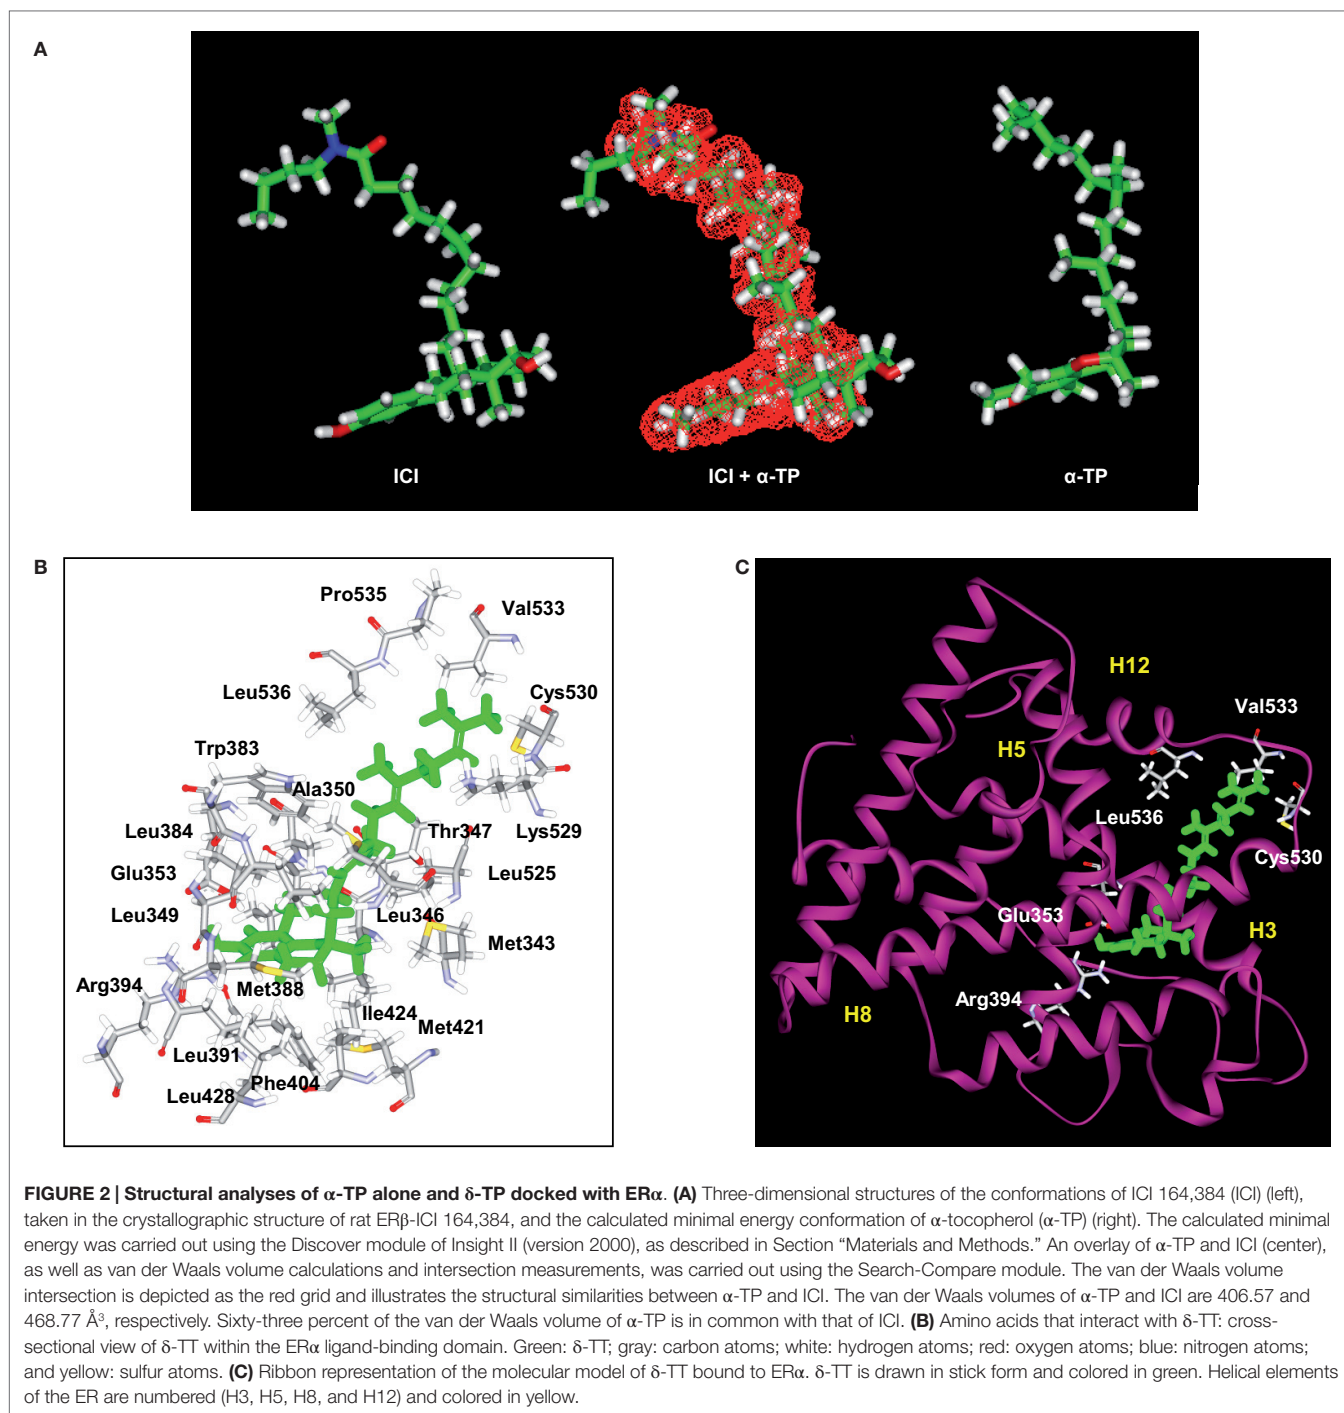 A
ICI
ICI + α-TP
α-TP
B
Pro535
Val533
Leu536
Cys530
Trp383
Ala350
Leu384
Thr347
Lys529
Glu353
Leu525
Leu349
Leu346
Met343
Arg394
Met388
Ile424
Met421
Leu391
Phe404
Leu428
C
H12
Val533
H5
Leu536
Cys530
Glu353
H3
Arg394
H8
FIGURE 2 | Structural analyses of α-TP alone and δ-TP docked with ERα. (A) Three-dimensional structures of the conformations of ICI 164,384 (ICI) (left),
taken in the crystallographic structure of rat ERβ-ICI 164,384, and the calculated minimal energy conformation of α-tocopherol (α-TP) (right). The calculated minimal
energy was carried out using the Discover module of Insight II (version 2000), as described in Section “Materials and Methods.” An overlay of α-TP and ICI (center),
as well as van der Waals volume calculations and intersection measurements, was carried out using the Search-Compare module. The van der Waals volume
intersection is depicted as the red grid and illustrates the structural similarities between α-TP and ICI. The van der Waals volumes of α-TP and ICI are 406.57 and
468.77 Å³, respectively. Sixty-three percent of the van der Waals volume of α-TP is in common with that of ICI. (B) Amino acids that interact with δ-TT: cross-
sectional view of δ-TT within the ERα ligand-binding domain. Green: δ-TT; gray: carbon atoms; white: hydrogen atoms; red: oxygen atoms; blue: nitrogen atoms;
and yellow: sulfur atoms. (C) Ribbon representation of the molecular model of δ-TT bound to ERα. δ-TT is drawn in stick form and colored in green. Helical elements
of the ER are numbered (H3, H5, H8, and H12) and colored in yellow.